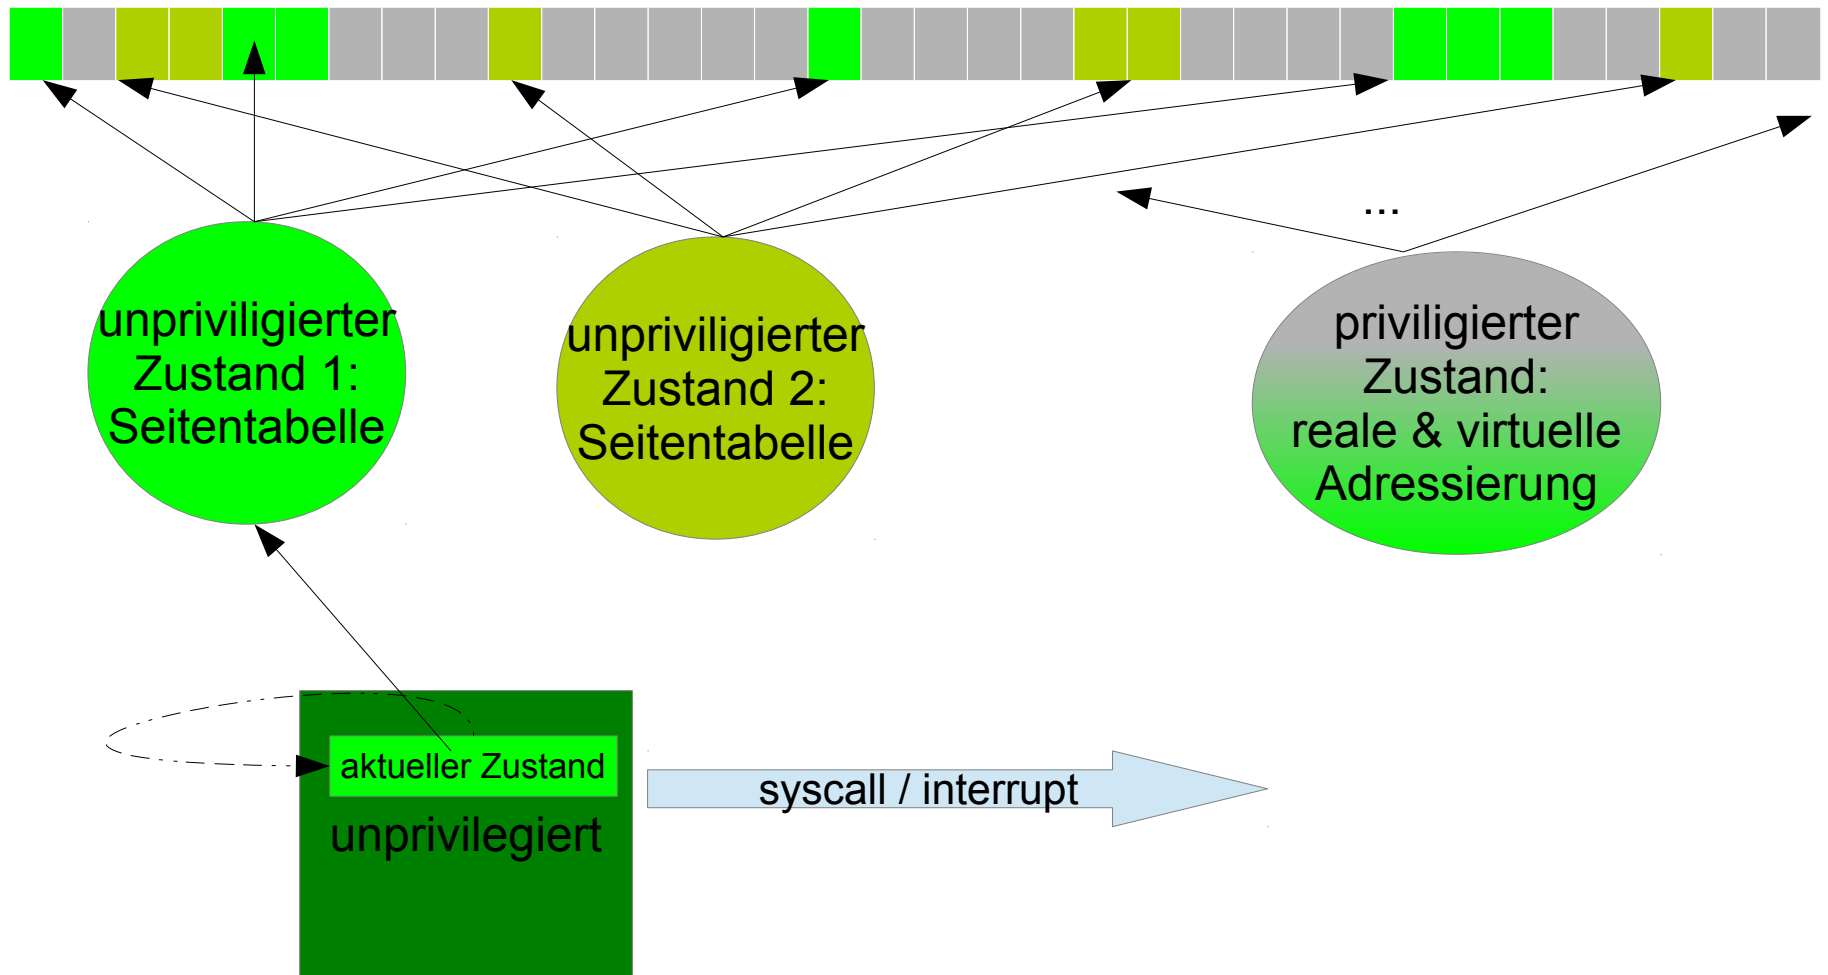 ...
unpriviligierter
Zustand 1:
Seitentabelle
unpriviligierter
Zustand 2:
Seitentabelle
priviligierter
Zustand:
reale & virtuelle
Adressierung
aktueller Zustand
unprivilegiert
syscall / interrupt